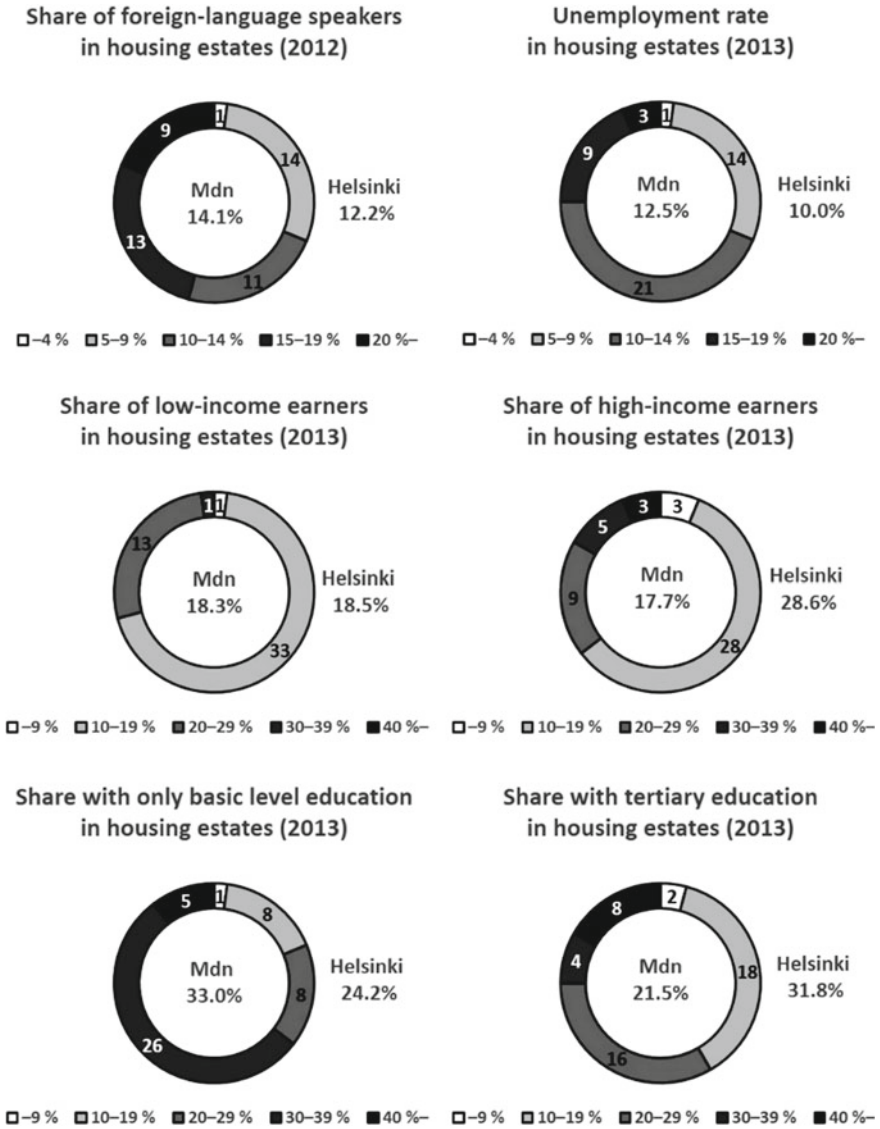 Share of foreign-language speakers
in housing estates (2012)
1
14
11
13
9
Mdn
14.1%
Helsinki
12.2%
–4 % 5–9 % 10–14 % 15–19 % 20 %–
Unemployment rate
in housing estates (2013)
1
14
21
9
3
Mdn
12.5%
Helsinki
10.0%
–4 % 5–9 % 10–14 % 15–19 % 20 %–
Share of low-income earners
in housing estates (2013)
1
33
13
1
Mdn
18.3%
Helsinki
18.5%
–9 % 10–19 % 20–29 % 30–39 % 40 %–
Share of high-income earners
in housing estates (2013)
3
28
9
5
3
Mdn
17.7%
Helsinki
28.6%
–9 % 10–19 % 20–29 % 30–39 % 40 %–
Share with only basic level education
in housing estates (2013)
1
8
8
26
5
Mdn
33.0%
Helsinki
24.2%
–9 % 10–19 % 20–29 % 30–39 % 40 %–
Share with tertiary education
in housing estates (2013)
2
18
16
4
8
Mdn
21.5%
Helsinki
31.8%
–9 % 10–19 % 20–29 % 30–39 % 40 %–